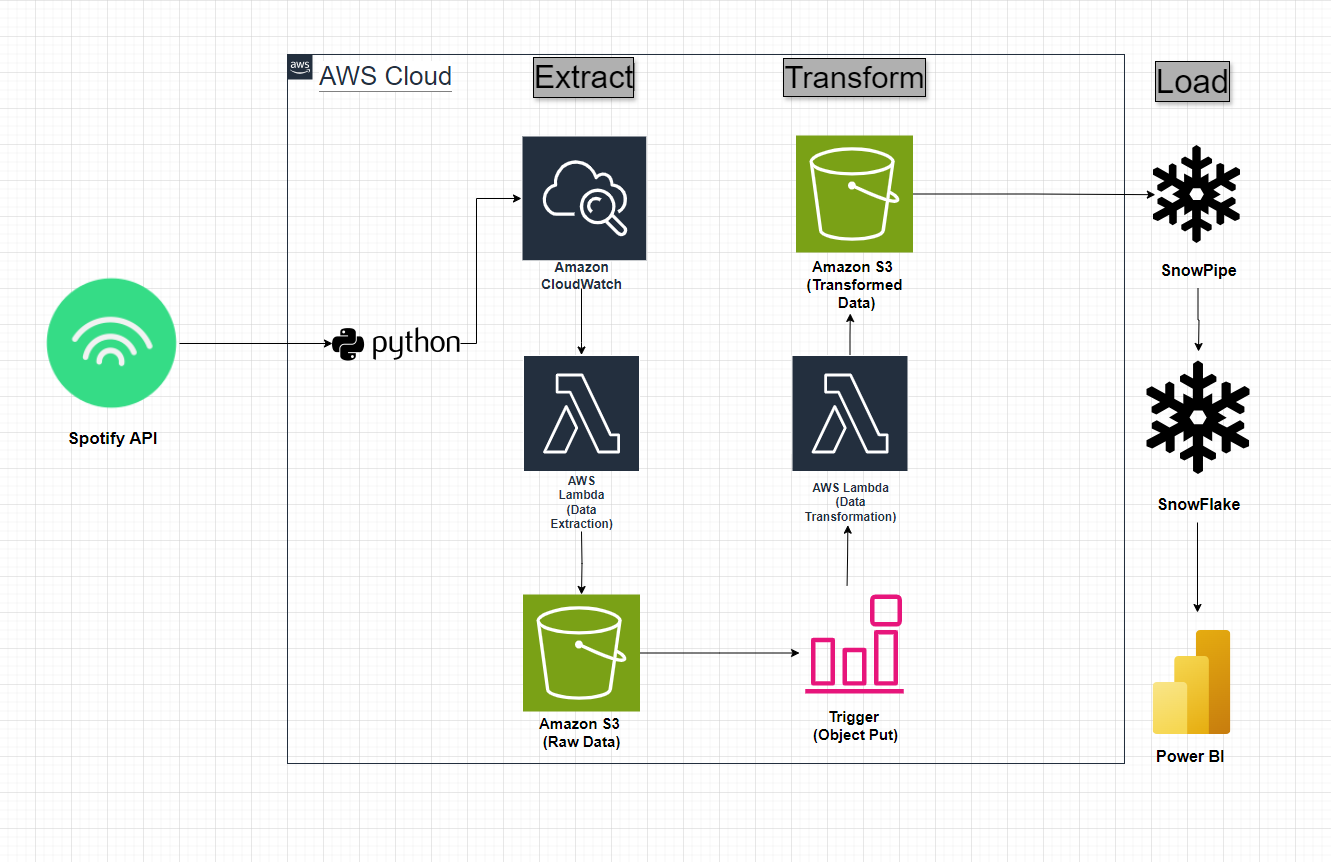 aws
AWS Cloud
Extract
Transform
Load
Amazon
CloudWatch
Amazon S3
(Transformed
Data)
SnowPipe
python
Spotify API
AWS
Lambda
(Data
Extraction)
AWS Lambda
(Data
Transformation)
SnowFlake
Amazon S3
(Raw Data)
Trigger
(Object Put)
Power BI